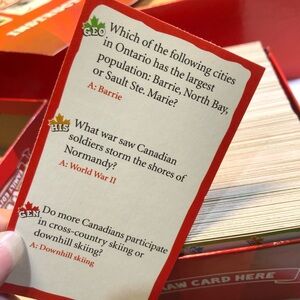 GEO
Which of the following cities
in Ontario has the largest
population: Barrie, North Bay,
or Sault Ste. Marie?
A: Barrie
HIS
What war saw Canadian
soldiers storm the shores of
Normandy?
A: World War II
GEN
Do more Canadians participate
in cross-country skiing or
downhill skiing?
A: Downhill skiing
RAW CARD HERE